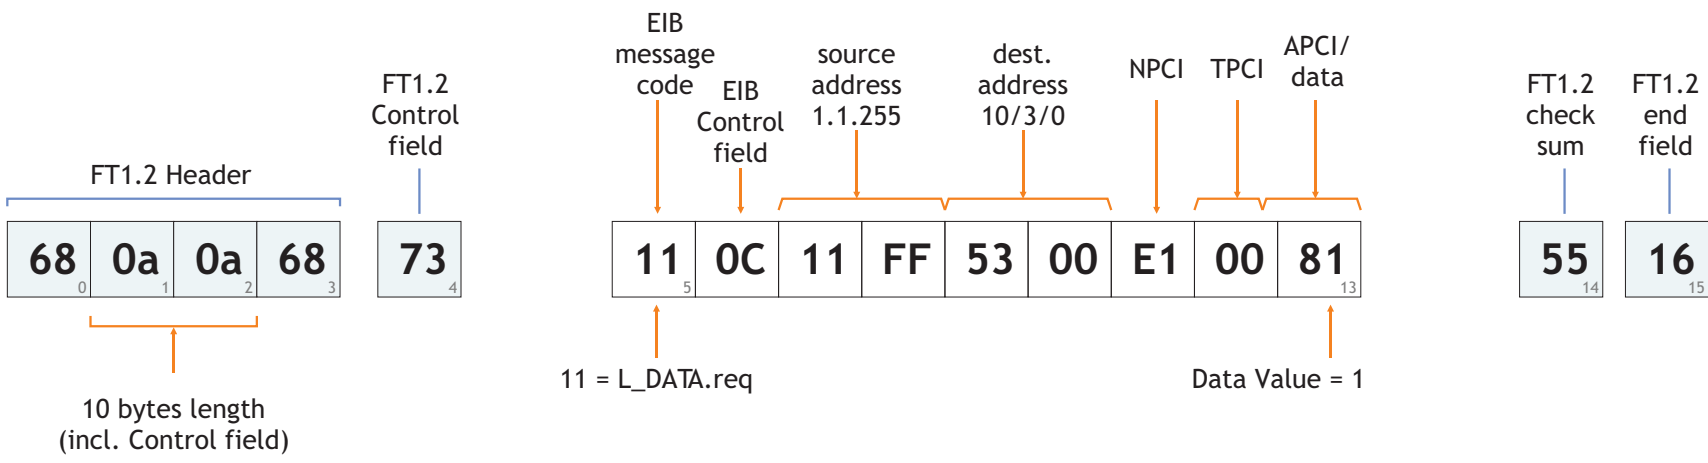 EIB
message
code
EIB
Control
field
source
address
1.1.255
dest.
address
10/3/0
NPCI
TPCI
APCI/
data
FT1.2
Control
field
FT1.2
check
sum
FT1.2
end
field
FT1.2 Header
68 0a 0a 68 73 11 0C 11 FF 53 00 E1 00 81 55 16
0 1 2 3 4 5 13 14 15
10 bytes length
(incl. Control field)
11 = L_DATA.req
Data Value = 1